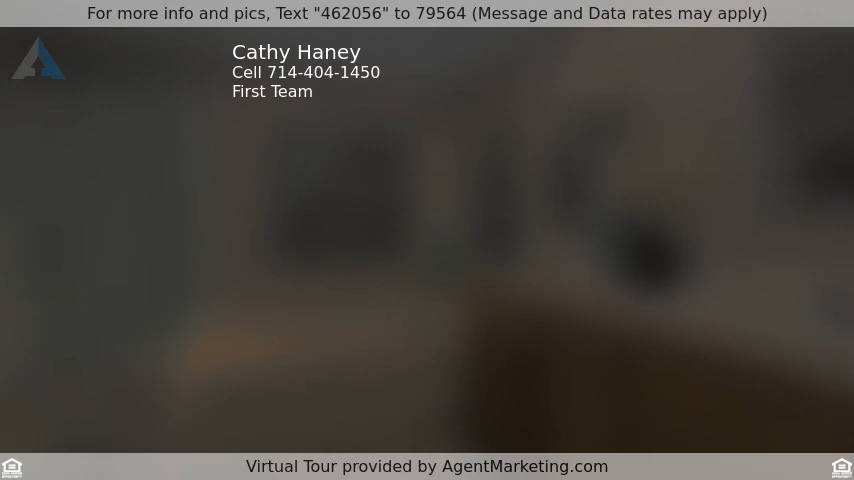 For more info and pics, Text "462056" to 79564 (Message and Data rates may apply)
Cathy Haney
Cell 714-404-1450
First Team
Virtual Tour provided by AgentMarketing.com